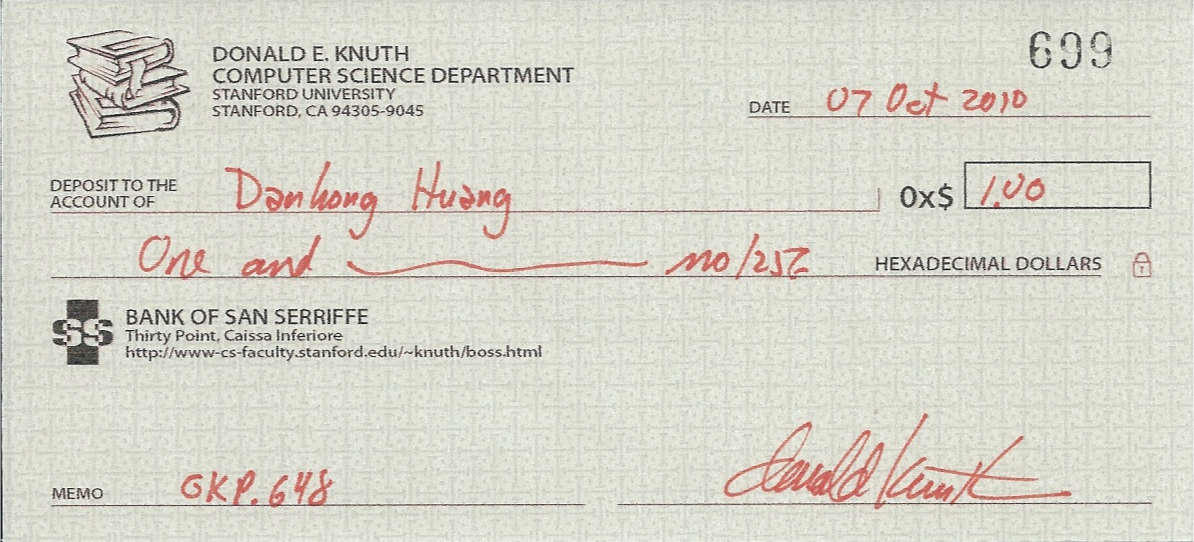 DONALD E. KNUTH
COMPUTER SCIENCE DEPARTMENT
STANFORD UNIVERSITY
STANFORD, CA 94305-9045
699
DATE 07 Oct 2010
DEPOSIT TO THE
ACCOUNT OF Dankong Huang 0x$ 1.00
One and no/256 HEXADECIMAL DOLLARS
SS
BANK OF SAN SERRIFFE
Thirty Point, Caissa Inferiore
http://www-cs-faculty.stanford.edu/~knuth/boss.html
MEMO GKP.648
Donald Knuth